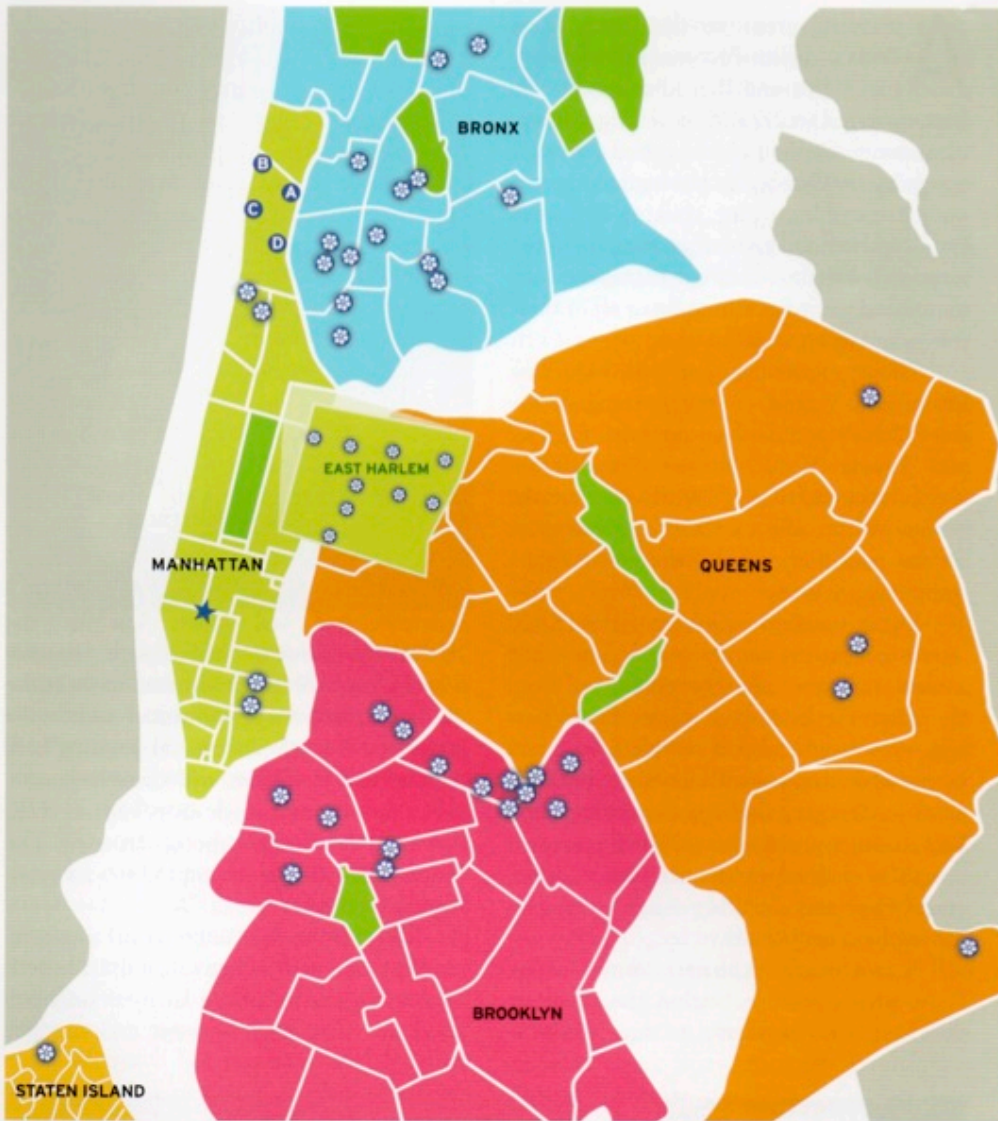 BRONX
B
A
C
D
EAST HARLEM
MANHATTAN
QUEENS
BROOKLYN
STATEN ISLAND